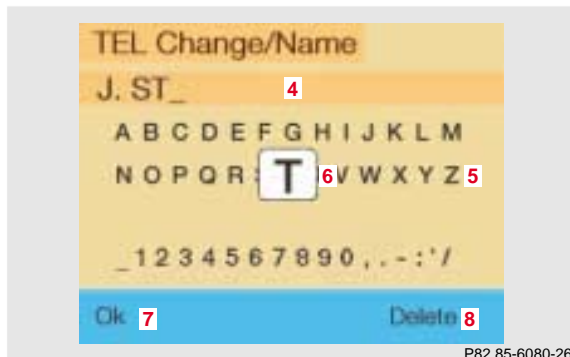 TEL Change/Name
J. ST_ 4
A B C D E F G H I J K L M
N O P Q R T 6 V W X Y Z 5
_ 1 2 3 4 5 6 7 8 9 0 , . - : ' /
Ok 7 Delete 8
P82.85-6080-26